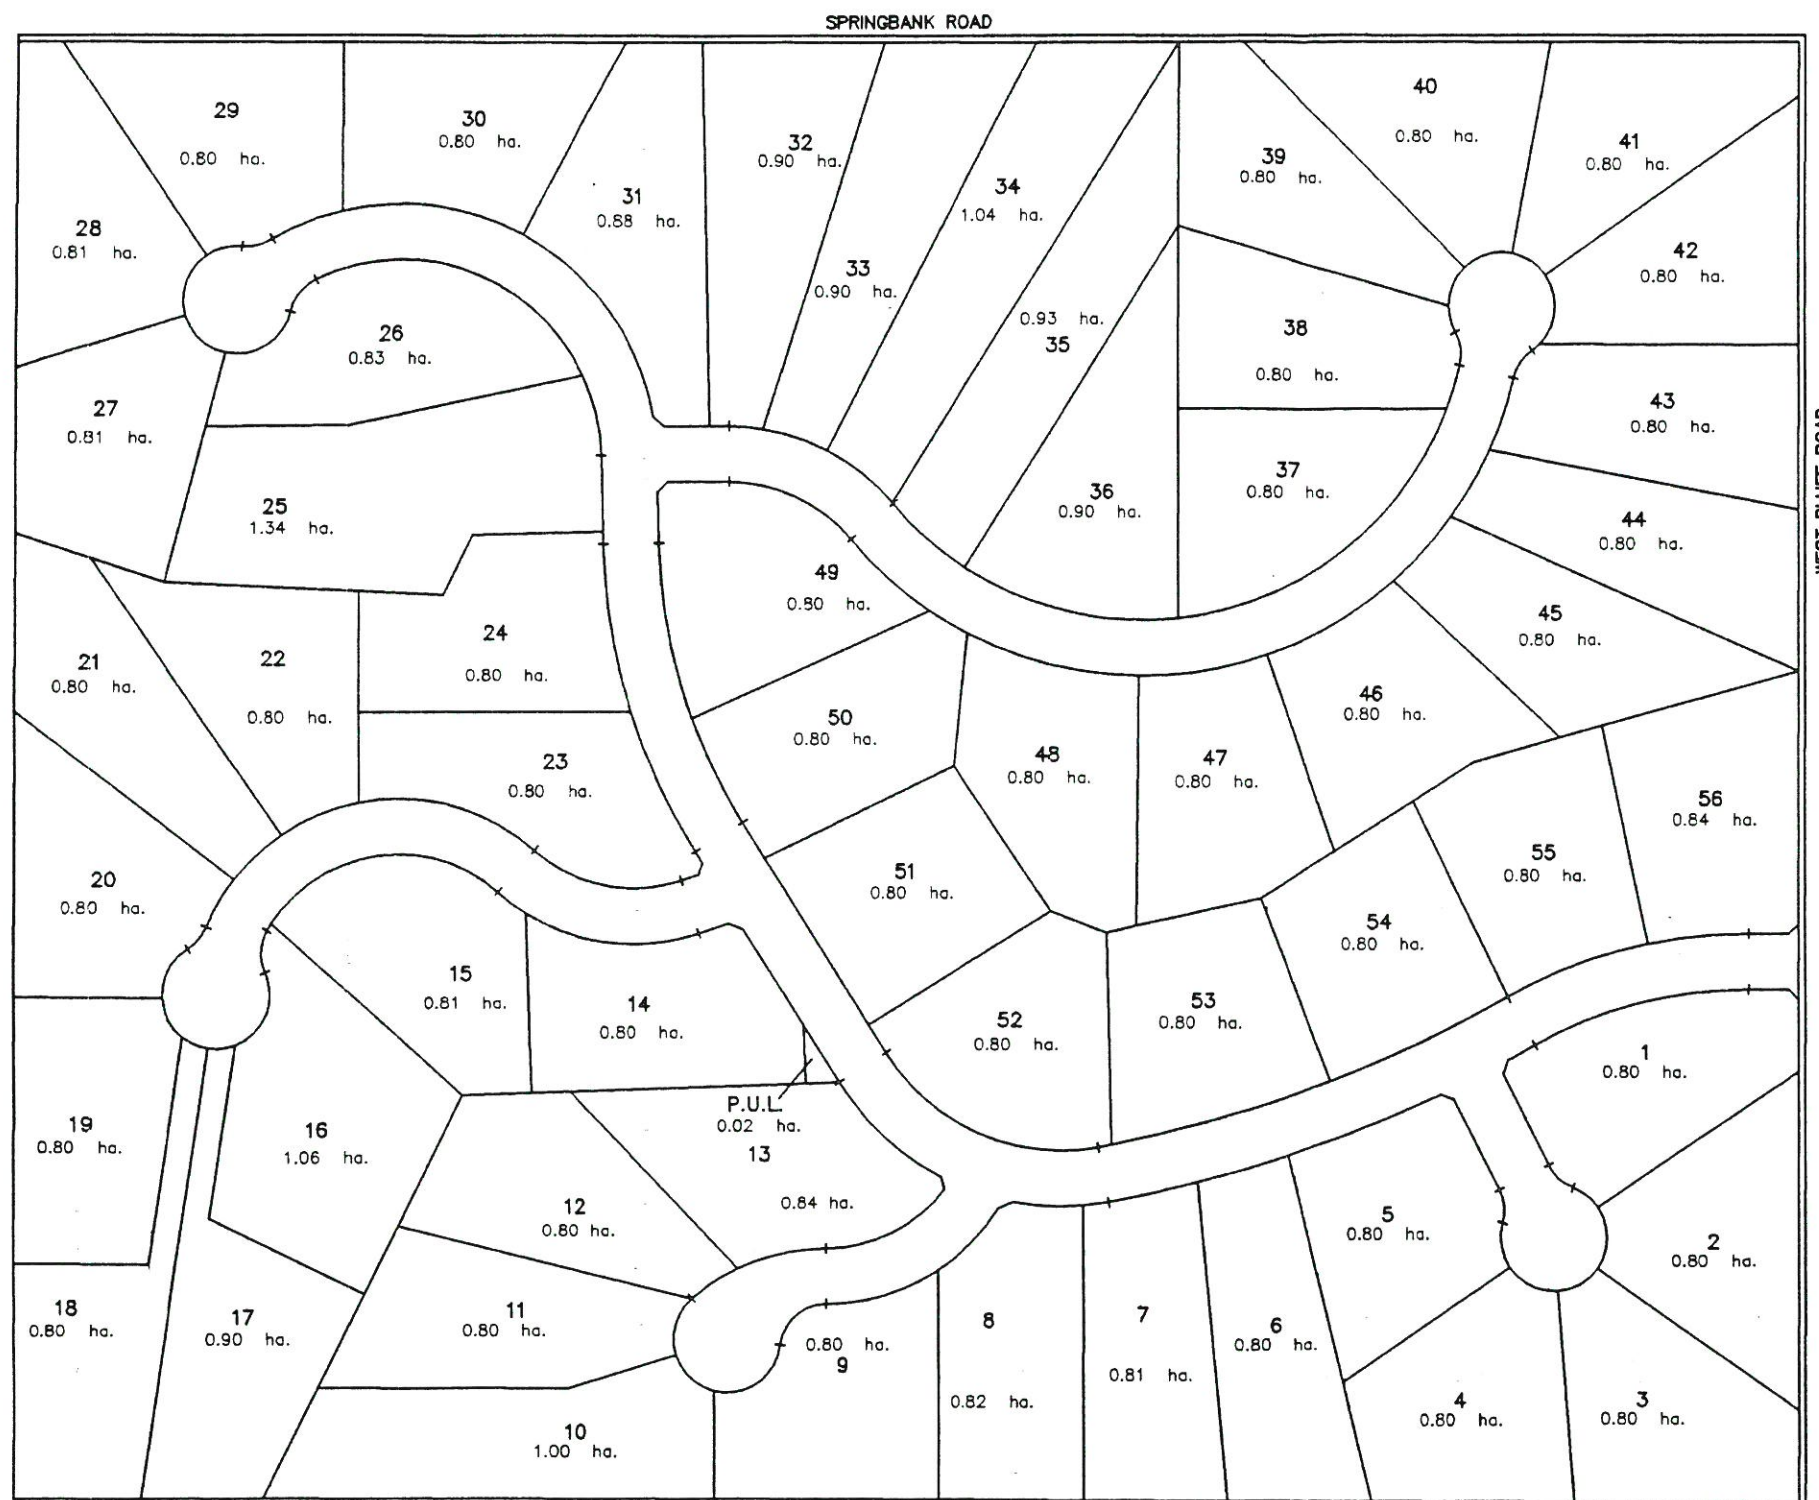 SPRINGBANK ROAD
29
0.80 ha.
30
0.80 ha.
31
0.88 ha.
32
0.90 ha.
33
0.90 ha.
34
1.04 ha.
0.93 ha.
35
36
0.90 ha.
37
0.80 ha.
38
0.80 ha.
39
0.80 ha.
40
0.80 ha.
41
0.80 ha.
42
0.80 ha.
43
0.80 ha.
44
0.80 ha.
45
0.80 ha.
46
0.80 ha.
47
0.80 ha.
48
0.80 ha.
49
0.80 ha.
50
0.80 ha.
51
0.80 ha.
52
0.80 ha.
53
0.80 ha.
54
0.80 ha.
55
0.80 ha.
56
0.84 ha.
28
0.81 ha.
27
0.81 ha.
26
0.83 ha.
25
1.34 ha.
24
0.80 ha.
23
0.80 ha.
22
0.80 ha.
21
0.80 ha.
20
0.80 ha.
19
0.80 ha.
18
0.80 ha.
17
0.90 ha.
16
1.06 ha.
15
0.81 ha.
14
0.80 ha.
P.U.L.
0.02 ha.
13
0.84 ha.
12
0.80 ha.
11
0.80 ha.
10
1.00 ha.
0.80 ha.
9
8
0.82 ha.
7
0.81 ha.
6
0.80 ha.
5
0.80 ha.
4
0.80 ha.
3
0.80 ha.
2
0.80 ha.
1
0.80 ha.